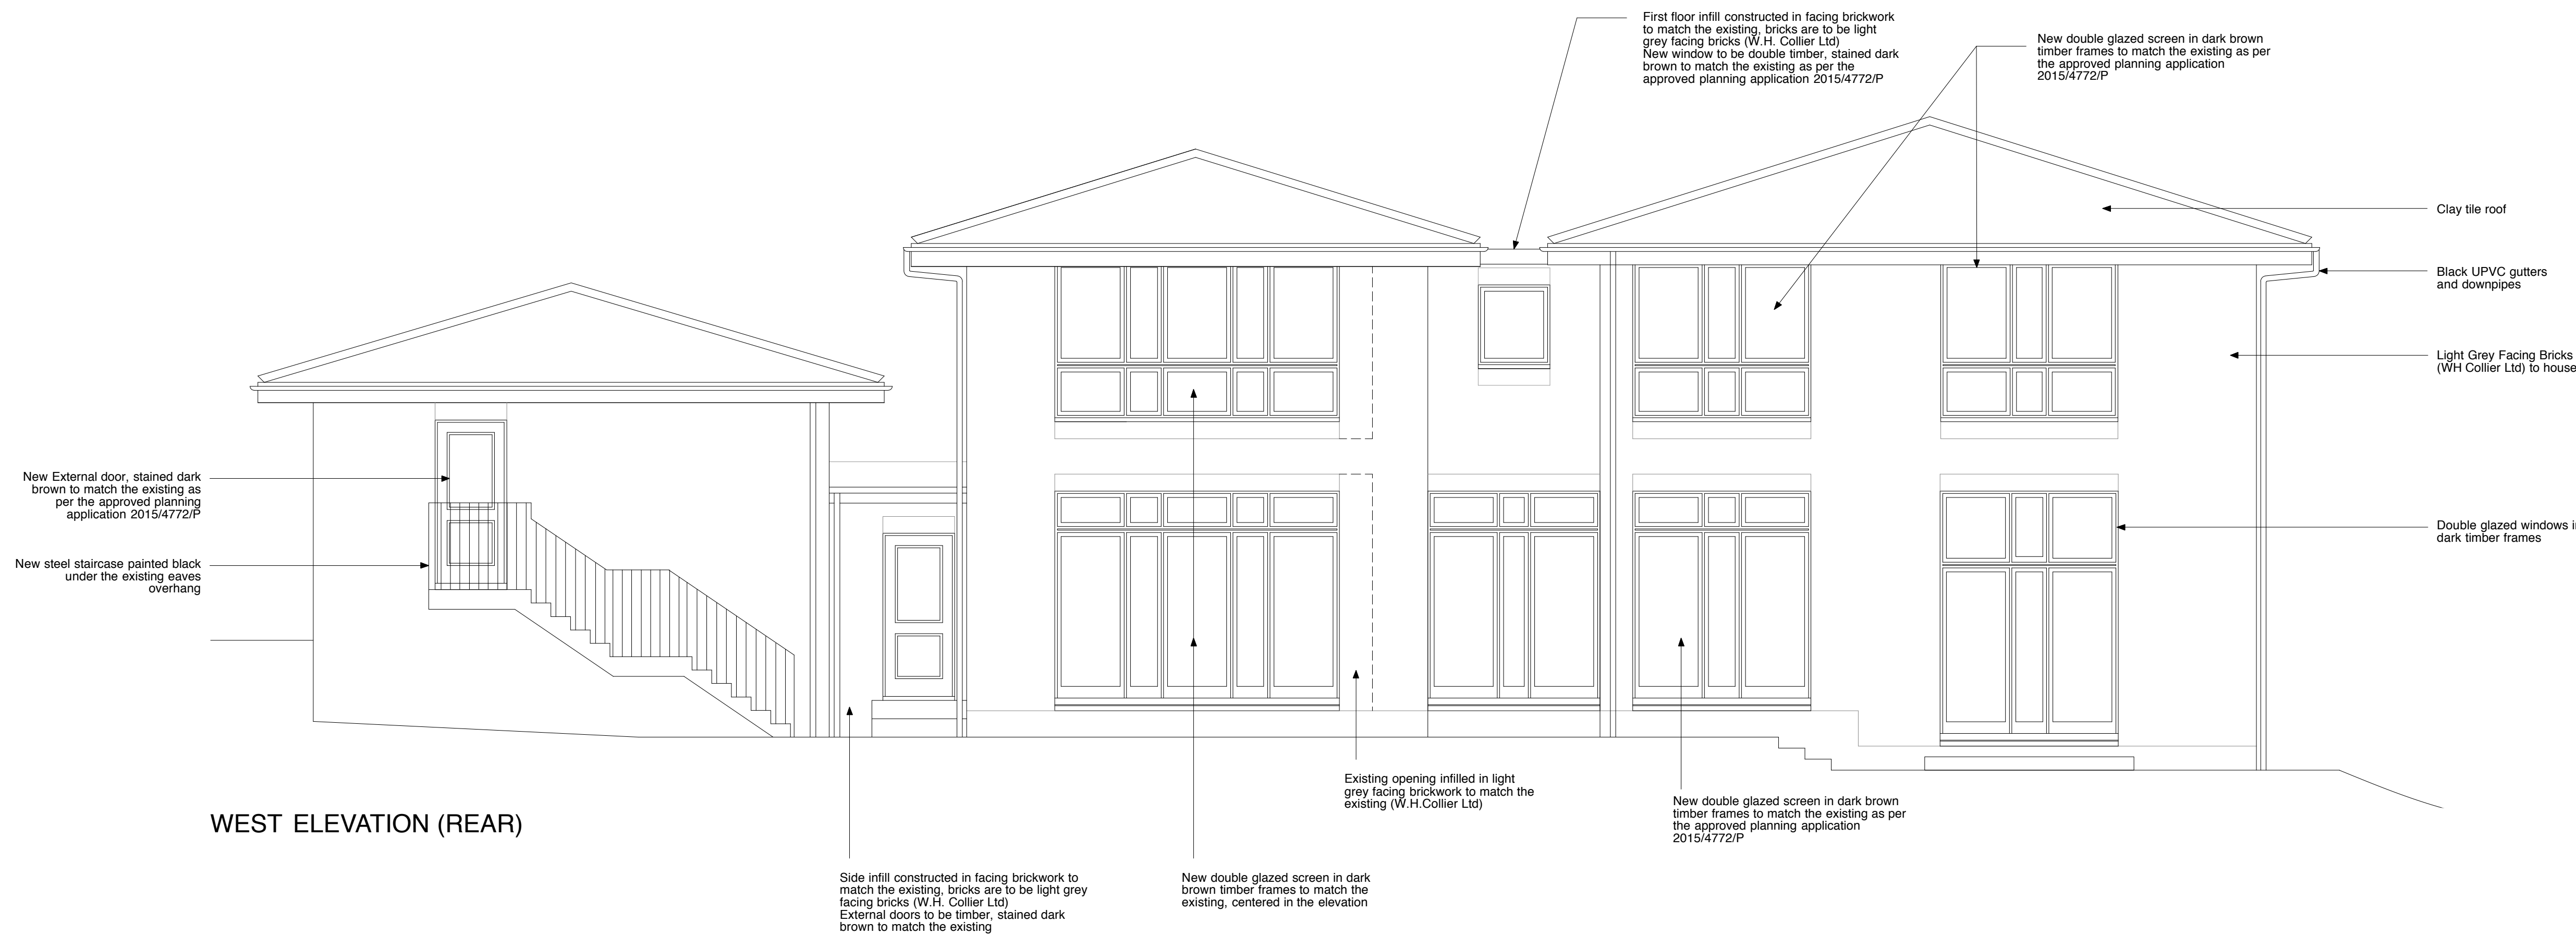 First floor infill constructed in facing brickwork
to match the existing, bricks are to be light
grey facing bricks (W.H. Collier Ltd)
New window to be double timber, stained dark
brown to match the existing as per the
approved planning application 2015/4772/P
New double glazed screen in dark brown
timber frames to match the existing as per
the approved planning application
2015/4772/P
Clay tile roof
Black UPVC gutters
and downpipes
Light Grey Facing Bricks
(WH Collier Ltd) to house
New External door, stained dark
brown to match the existing as
per the approved planning
application 2015/4772/P
New steel staircase painted black
under the existing eaves
overhang
Double glazed windows i
dark timber frames
Existing opening infilled in light
grey facing brickwork to match the
existing (W.H.Collier Ltd)
New double glazed screen in dark brown
timber frames to match the existing as per
the approved planning application
2015/4772/P
WEST ELEVATION (REAR)
Side infill constructed in facing brickwork to
match the existing, bricks are to be light grey
facing bricks (W.H. Collier Ltd)
External doors to be timber, stained dark
brown to match the existing
New double glazed screen in dark
brown timber frames to match the
existing, centered in the elevation